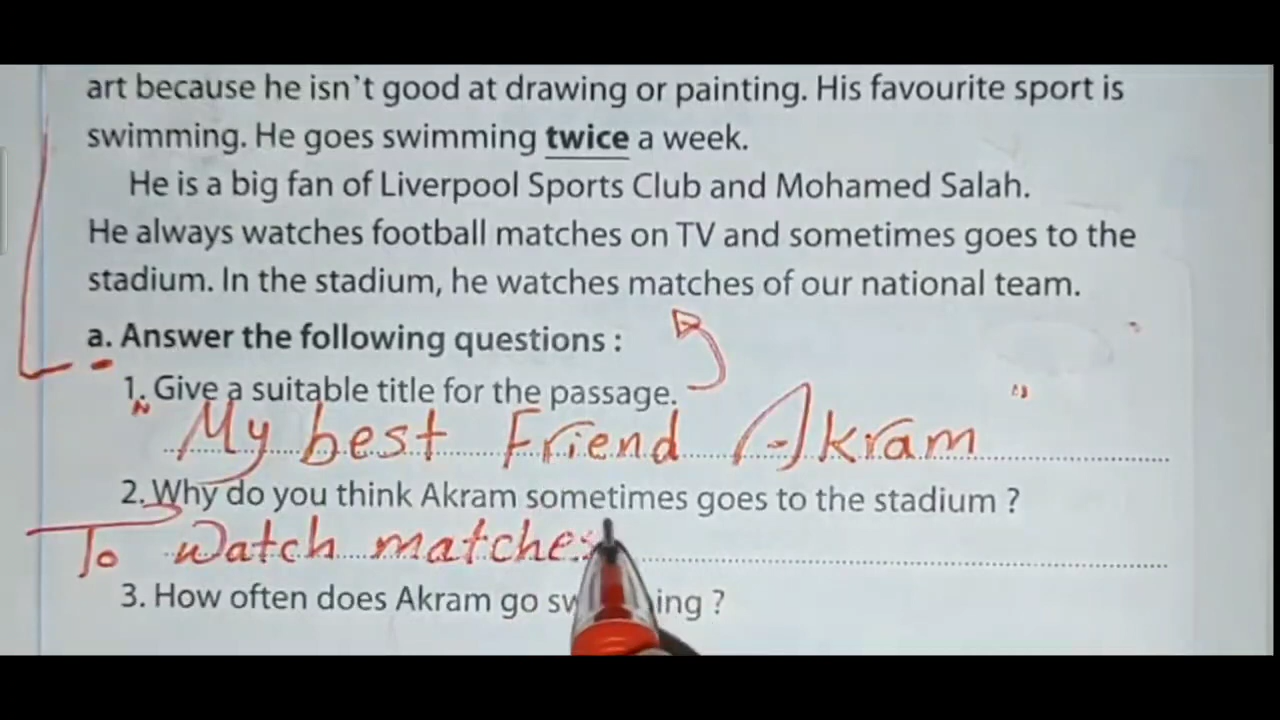 art because he isn't good at drawing or painting. His favourite sport is
swimming. He goes swimming twice a week.
He is a big fan of Liverpool Sports Club and Mohamed Salah.
He always watches football matches on TV and sometimes goes to the
stadium. In the stadium, he watches matches of our national team.
a. Answer the following questions :
1. Give a suitable title for the passage.
"My best Friend Akram"
2. Why do you think Akram sometimes goes to the stadium ?
To watch matches
3. How often does Akram go ?